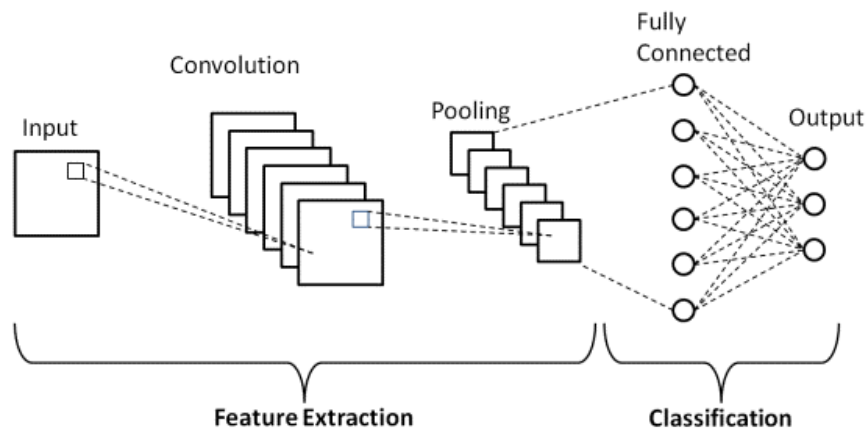 Input
Convolution
Pooling
Fully
Connected
Output
Feature Extraction
Classification